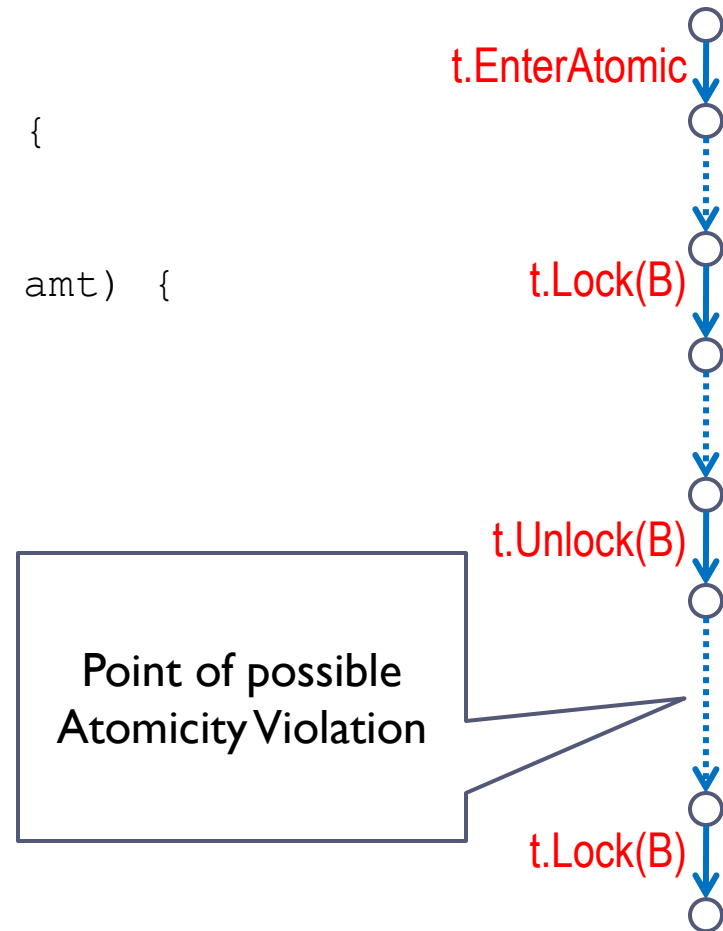 t.EnterAtomic
{
amt) {
t.Lock(B)
t.Unlock(B)
Point of possible
Atomicity Violation
t.Lock(B)